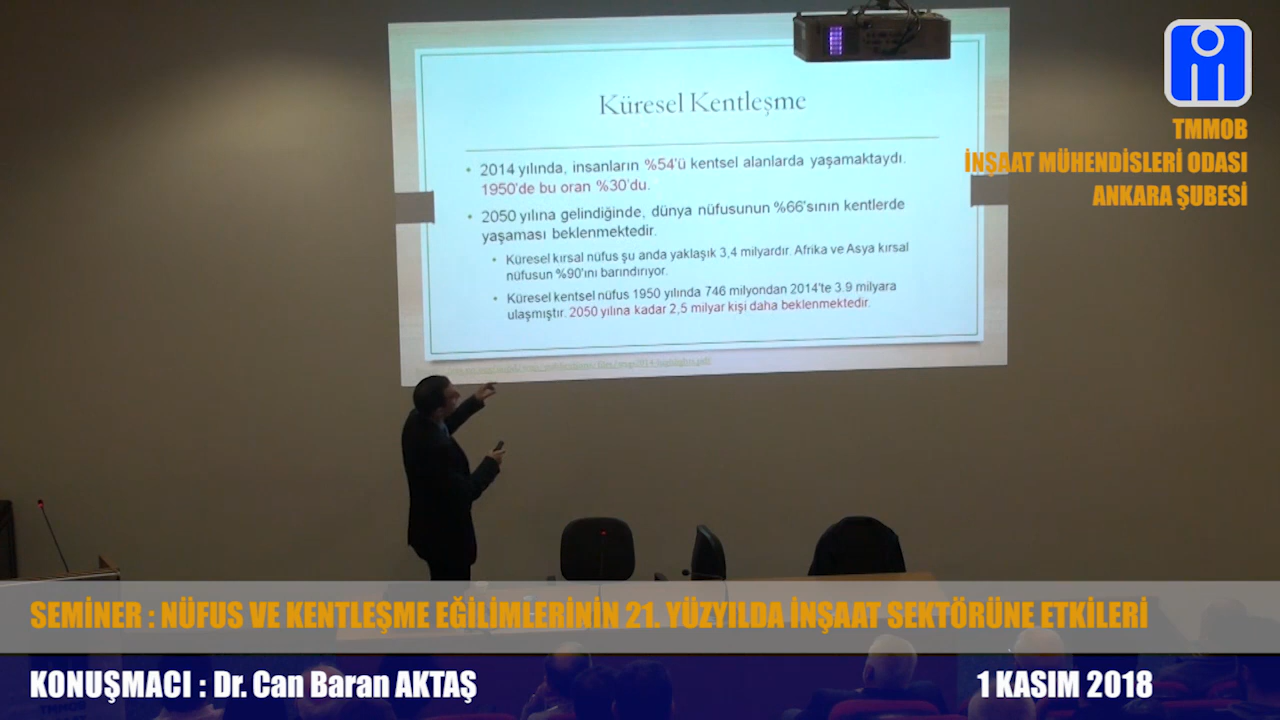 Küresel Kentleşme
• 2014 yılında, insanların %54'ü kentsel alanlarda yaşamaktaydı.
1950'de bu oran %30'du.
• 2050 yılına gelindiğinde, dünya nüfusunun %66'sının kentlerde
yaşaması beklenmektedir.
• Küresel kırsal nüfus şu anda yaklaşık 3,4 milyardır. Afrika ve Asya kırsal
nüfusun %90'ını barındırıyor.
• Küresel kentsel nüfus 1950 yılında 746 milyondan 2014'te 3.9 milyara
ulaşmıştır. 2050 yılına kadar 2,5 milyar kişi daha beklenmektedir.
TMMOB
İNŞAAT MÜHENDİSLERİ ODASI
ANKARA ŞUBESİ
SEMİNER : NÜFUS VE KENTLEŞME EĞİLİMLERİNİN 21. YÜZYILDA İNŞAAT SEKTÖRÜNE ETKİLERİ
KONUŞMACI : Dr. Can Baran AKTAŞ
1 KASIM 2018
TMMOB